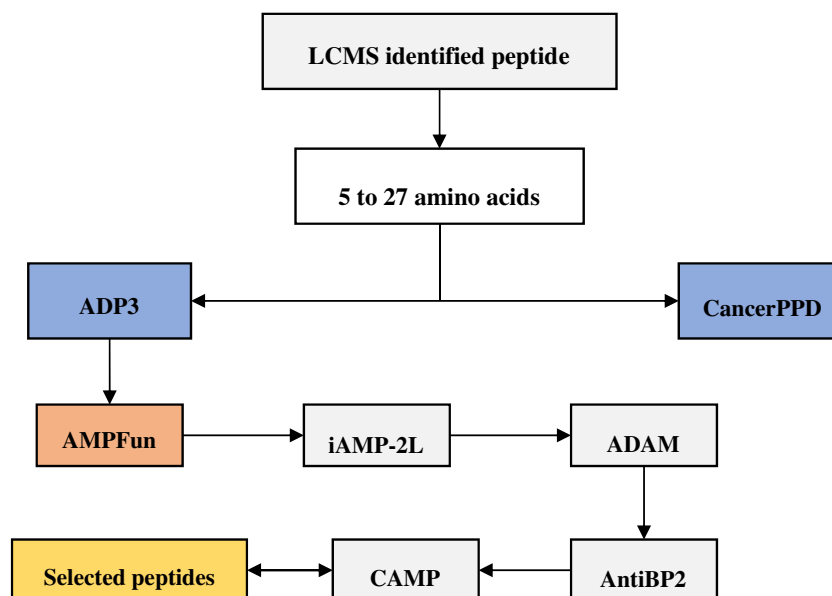 LCMS identified peptide
5 to 27 amino acids
ADP3
CancerPPD
AMPFun
iAMP-2L
ADAM
Selected peptides
CAMP
AntiBP2